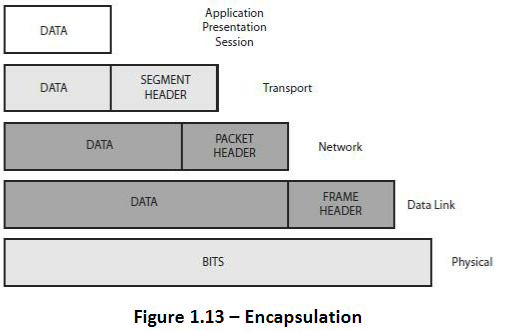 DATA
Application
Presentation
Session
DATA
SEGMENT
HEADER
Transport
DATA
PACKET
HEADER
Network
DATA
FRAME
HEADER
Data Link
BITS
Physical
Figure 1.13 – Encapsulation